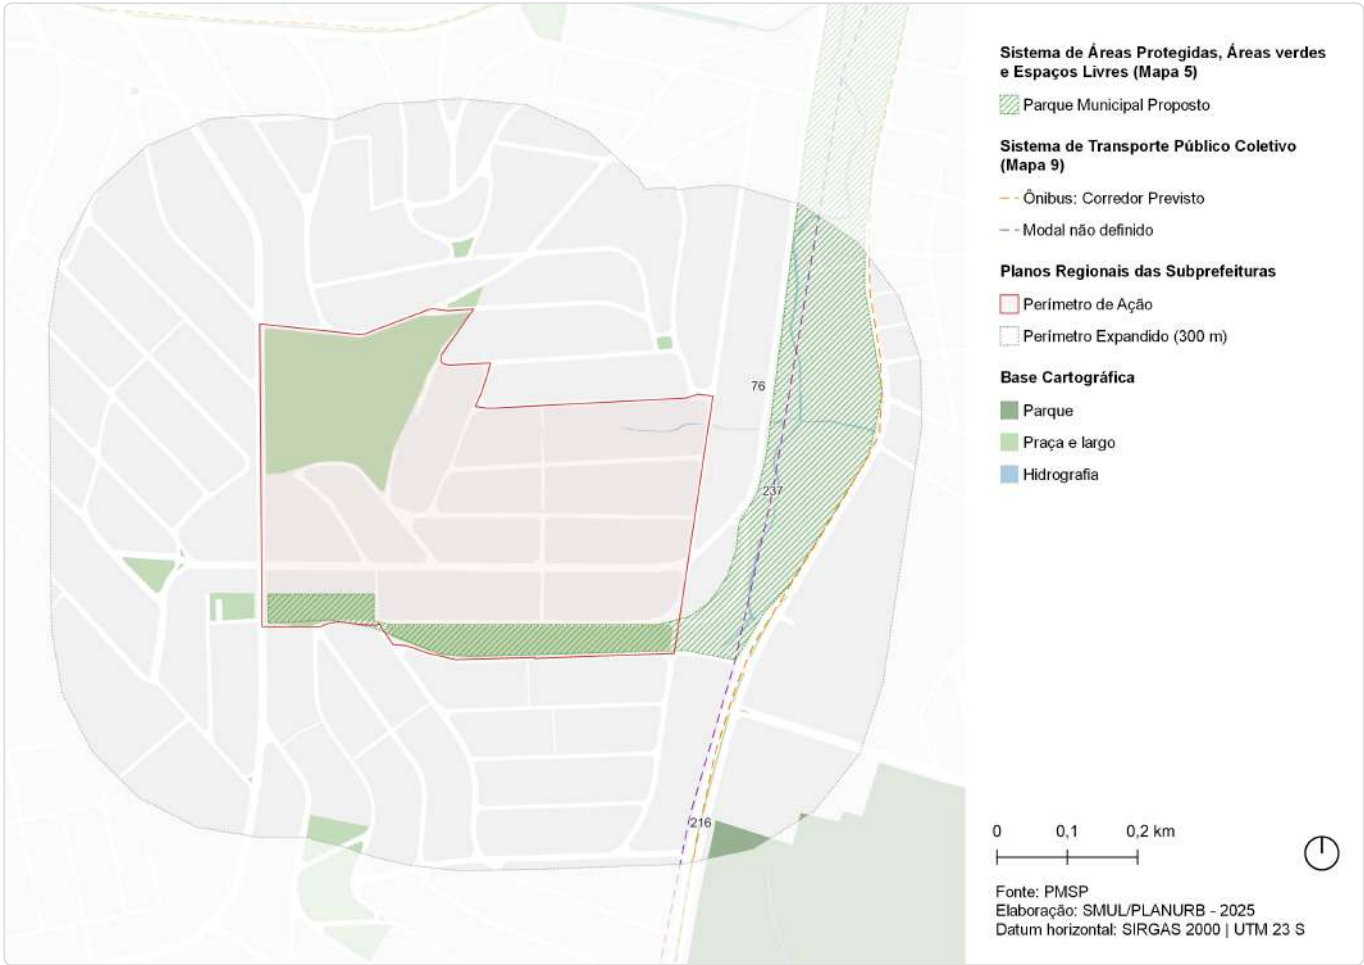 Sistema de Áreas Protegidas, Áreas verdes
e Espaços Livres (Mapa 5)
Parque Municipal Proposto
Sistema de Transporte Público Coletivo
(Mapa 9)
Ônibus: Corredor Previsto
Modal não definido
Planos Regionais das Subprefeituras
Perímetro de Ação
Perímetro Expandido (300 m)
Base Cartográfica
Parque
Praça e largo
Hidrografia
76
237
216
0 0,1 0,2 km
Fonte: PMSP
Elaboração: SMUL/PLANURB - 2025
Datum horizontal: SIRGAS 2000 | UTM 23 S